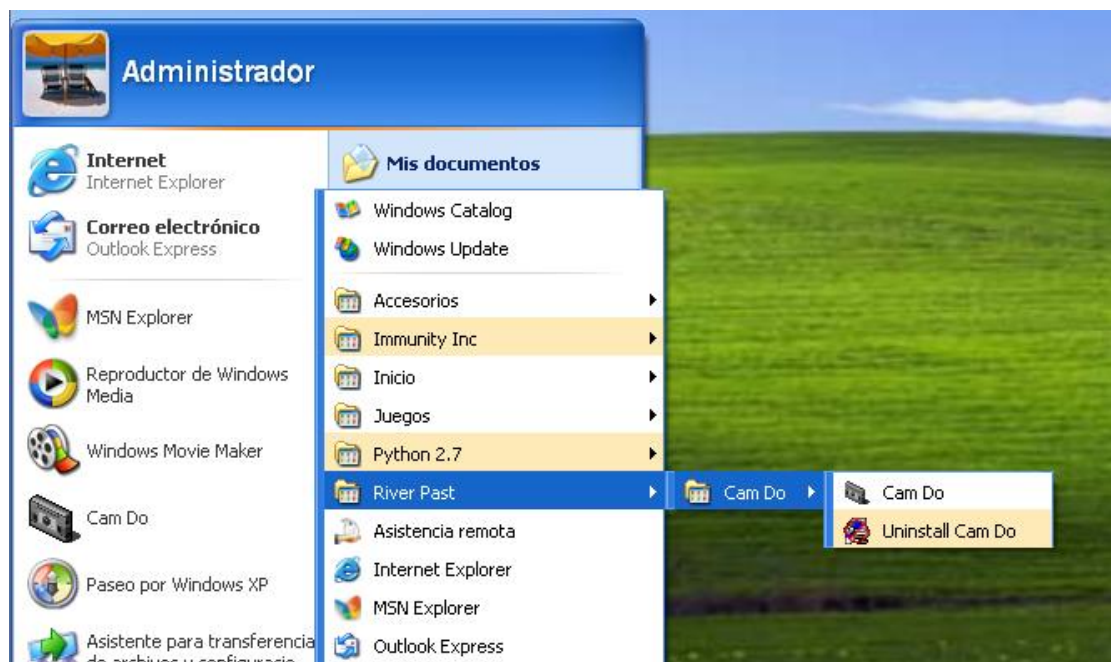 Administrador
Internet
Internet Explorer
Correo electrónico
Outlook Express
MSN Explorer
Reproductor de Windows
Media
Windows Movie Maker
Cam Do
Paseo por Windows XP
Asistente para transferencia
de archivos y configuracio
Mis documentos
Windows Catalog
Windows Update
Accesorios
Immunity Inc
Inicio
Juegos
Python 2.7
River Past
Asistencia remota
Internet Explorer
MSN Explorer
Outlook Express
Cam Do
Cam Do
Uninstall Cam Do